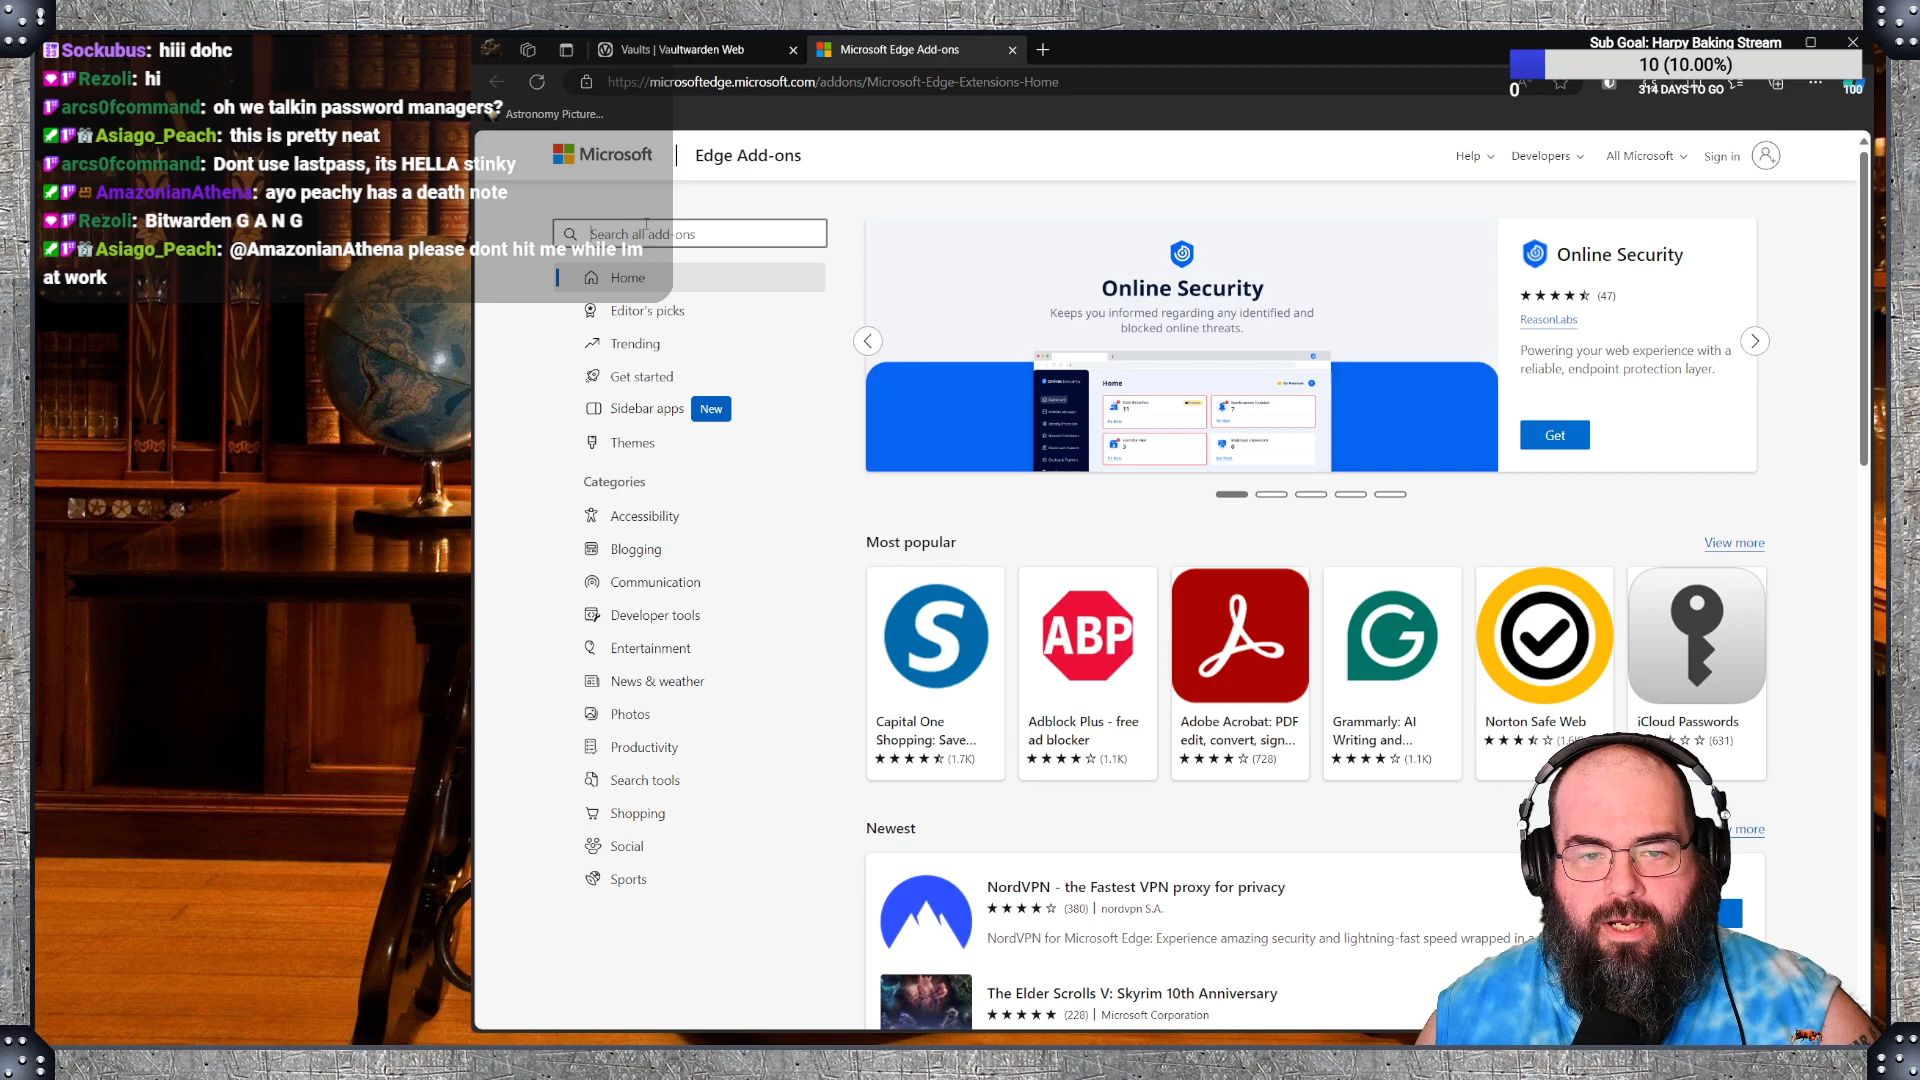 Sockubus: hiii dohc
Rezoli: hi
arcs0fcommand: oh we talkin password managers?
Asiago_Peach: this is pretty neat
arcs0fcommand: Dont use lastpass, its HELLA stinky
AmazonianAthena: ayo peachy has a death note
Rezoli: Bitwarden G A N G
Asiago_Peach: @AmazonianAthena please dont hit me while Im
at work
Vaults | Vaultwarden Web
Microsoft Edge Add-ons
Sub Goal: Harpy Baking Stream
10 (10.00%)
0
314 DAYS TO GO
100
https://microsoftedge.microsoft.com/addons/Microsoft-Edge-Extensions-Home
Astronomy Picture...
Microsoft
Edge Add-ons
Help
Developers
All Microsoft
Sign in
Search all add-ons
Home
Editor's picks
Trending
Get started
Sidebar apps
New
Themes
Categories
Accessibility
Blogging
Communication
Developer tools
Entertainment
News & weather
Photos
Productivity
Search tools
Shopping
Social
Sports
Online Security
Keeps you informed regarding any identified and
blocked online threats.
Online Security
Home
11
7
3
0
Online Security
(47)
ReasonLabs
Powering your web experience with a
reliable, endpoint protection layer.
Get
Most popular
View more
S
ABP
G
Capital One
Shopping: Save...
(1.7K)
Adblock Plus - free
ad blocker
(1.1K)
Adobe Acrobat: PDF
edit, convert, sign...
(728)
Grammarly: AI
Writing and...
(1.1K)
Norton Safe Web
iCloud Passwords
(631)
Newest
more
NordVPN - the Fastest VPN proxy for privacy
(380) | nordvpn S.A.
NordVPN for Microsoft Edge: Experience amazing security and lightning-fast speed wrapped in
The Elder Scrolls V: Skyrim 10th Anniversary
(228) | Microsoft Corporation